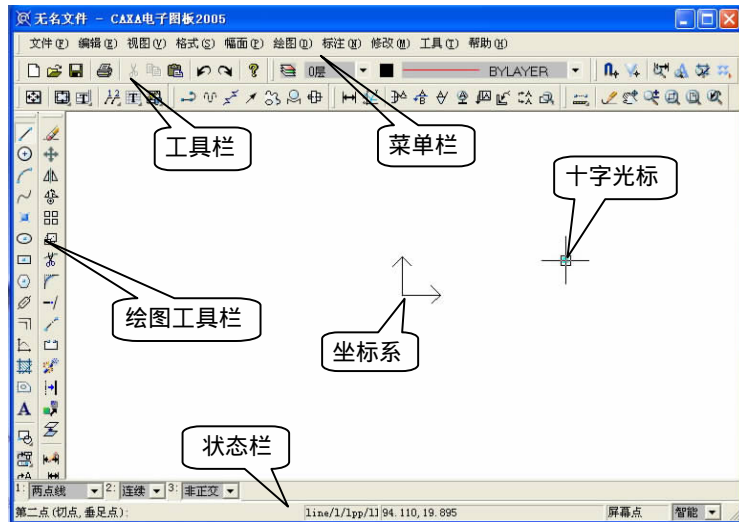 无名文件 - CAXA电子图板2005
文件(F) 编辑(E) 视图(V) 格式(S) 幅面(P) 绘图(D) 标注(N) 修改(M) 工具(T) 帮助(H)
0层 BYLAYER
工具栏
菜单栏
十字光标
绘图工具栏
坐标系
状态栏
1: 两点线 2: 连续 3: 非正交
第二点(切点,垂足点): line/l/lpp/ll 94.110,19.895 屏幕点 智能